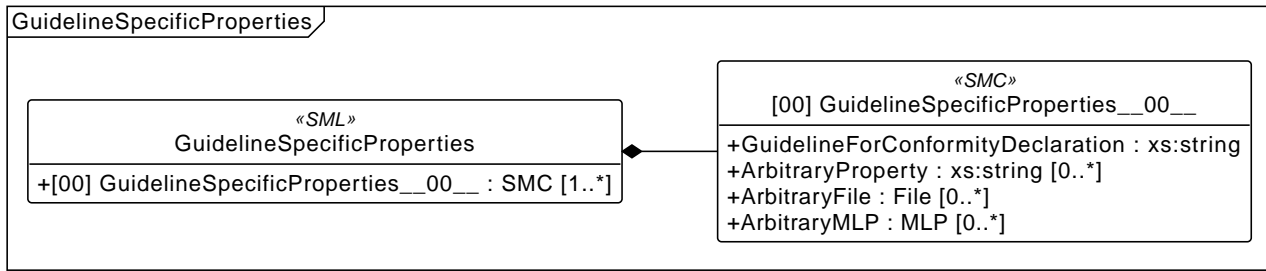 GuidelineSpecificProperties
«SML»
GuidelineSpecificProperties
+[00] GuidelineSpecificProperties__00__ : SMC [1..*]
«SMC»
[00] GuidelineSpecificProperties__00__
+GuidelineForConformityDeclaration : xs:string
+ArbitraryProperty : xs:string [0..*]
+ArbitraryFile : File [0..*]
+ArbitraryMLP : MLP [0..*]